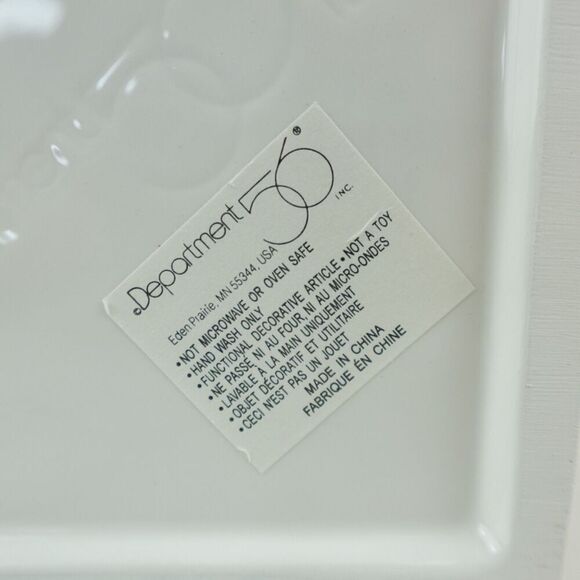 ©Department 56® INC.
Eden Prairie, MN 55344, USA
•NOT MICROWAVE OR OVEN SAFE
•HAND WASH ONLY
•FUNCTIONAL DECORATIVE ARTICLE •NOT A TOY
•NE PASSÉ NI AU FOUR NI AU MICRO-ONDES
•LAVABLE À LA MAIN UNIQUEMENT
•OBJET DÉCORATIF ET UTILITAIRE
•CECI N'EST PAS UN JOUET
MADE IN CHINA
FABRIQUE EN CHINE